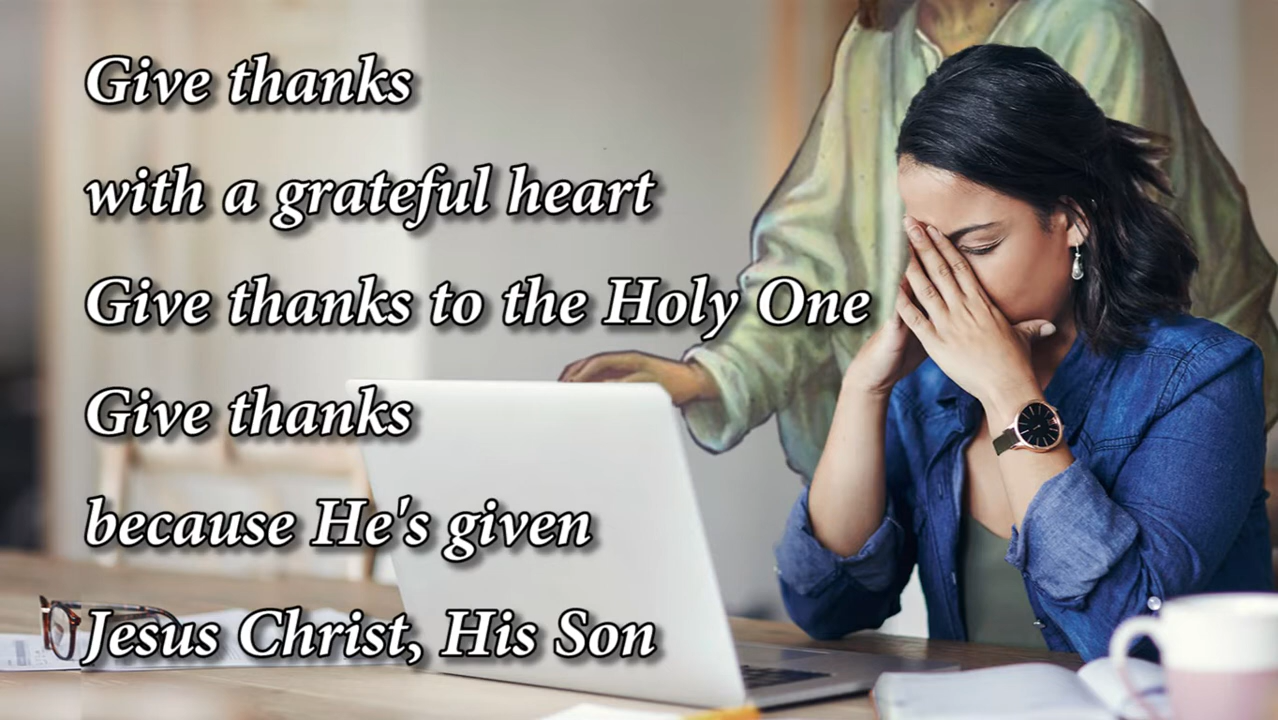 Give thanks
with a grateful heart
Give thanks to the Holy One
Give thanks
because He's given
Jesus Christ, His Son